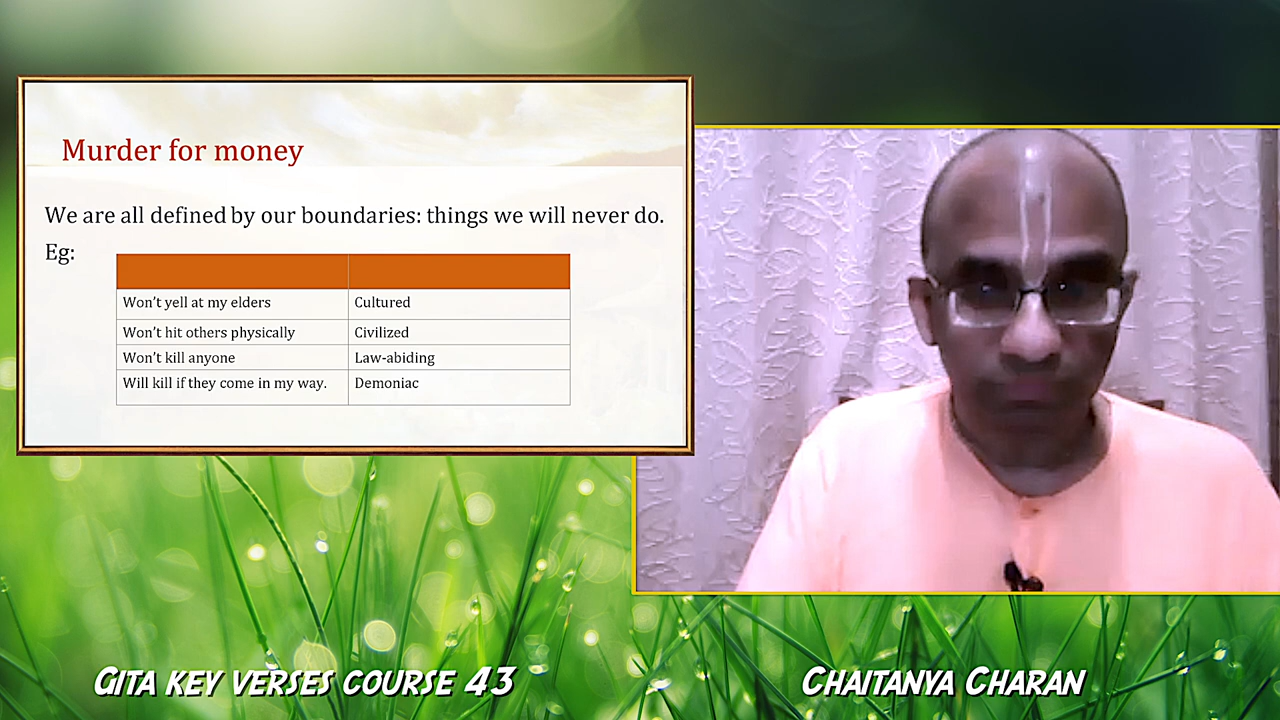 Murder for money
We are all defined by our boundaries: things we will never do.
Eg:
Won't yell at my elders Cultured
Won't hit others physically Civilized
Won't kill anyone Law-abiding
Will kill if they come in my way. Demoniac
Gita key verses course 43
Chaitanya Charan